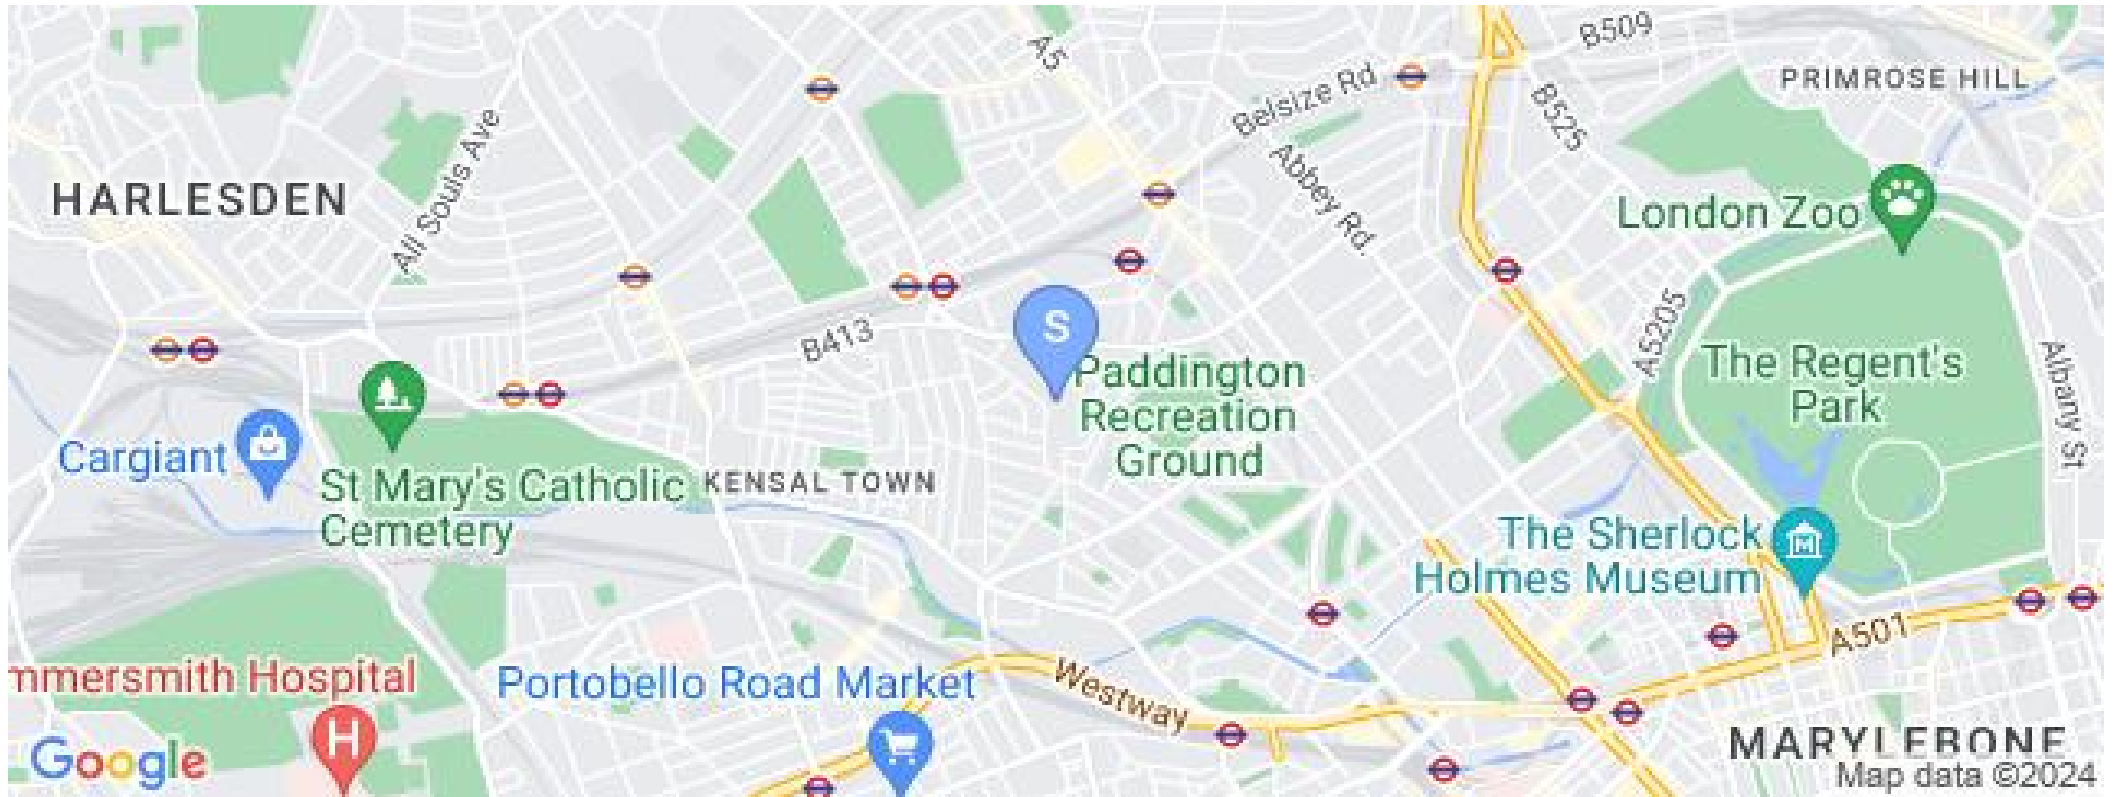 B509
A5
PRIMROSE HILL
Belsize Rd
B525
All Souls Ave
Abbey Rd.
HARLESDEN
London Zoo
A5205
B413
S
The Regent's
Park
Albany St
Paddington
Recreation
Ground
Cargiant
St Mary's Catholic
Cemetery
KENSAL TOWN
The Sherlock
Holmes Museum
M
A501
mmersmith Hospital
H
Portobello Road Market
Westway
MARYLEBONE
Google
Map data ©2024